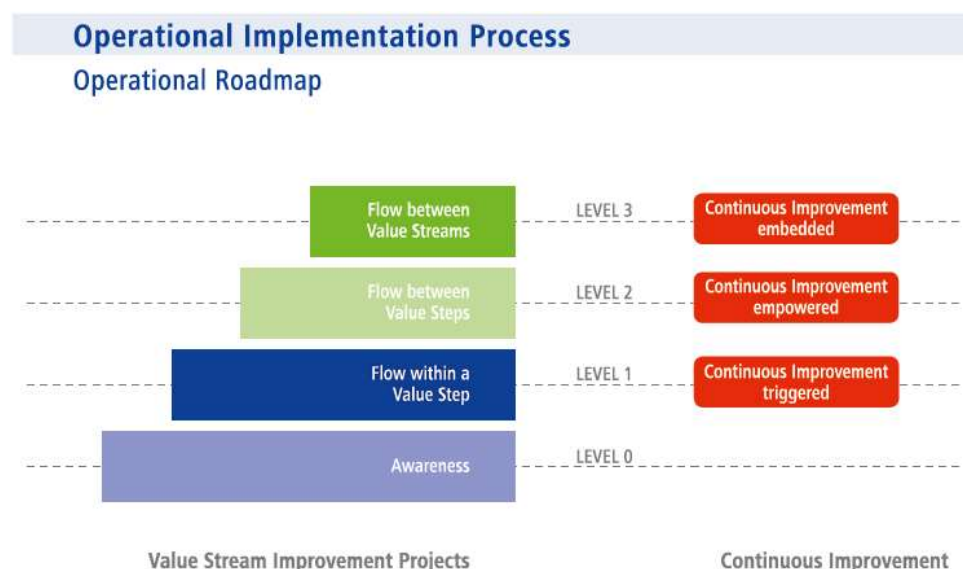 Operational Implementation Process
Operational Roadmap
Flow between
Value Streams
LEVEL 3
Continuous Improvement
embedded
Flow between
Value Steps
LEVEL 2
Continuous Improvement
empowered
Flow within a
Value Step
LEVEL 1
Continuous Improvement
triggered
Awareness
LEVEL 0
Value Stream Improvement Projects
Continuous Improvement